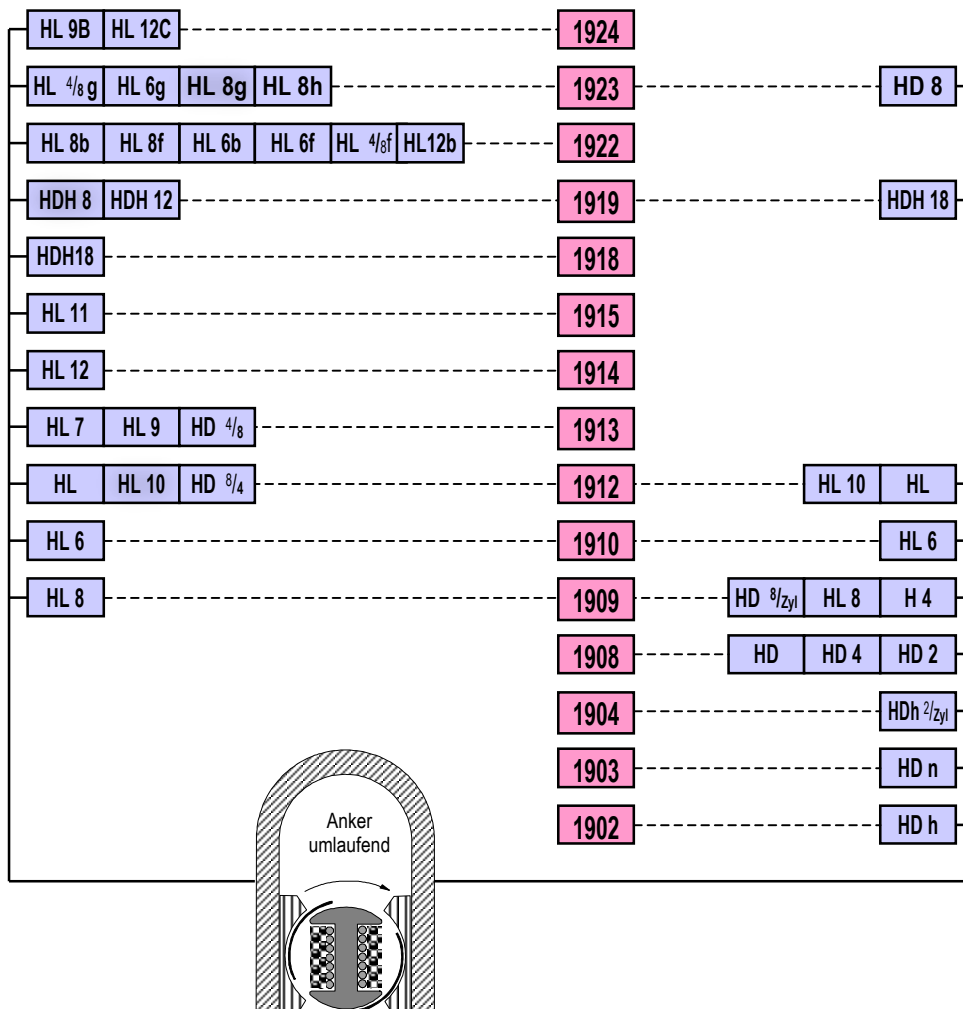 HL 9B HL 12C 1924
HL 4/8 g HL 6g HL 8g HL 8h 1923 HD 8
HL 8b HL 8f HL 6b HL 6f HL 4/8f HL12b 1922
HDH 8 HDH 12 1919 HDH 18
HDH18 1918
HL 11 1915
HL 12 1914
HL 7 HL 9 HD 4/8 1913
HL HL 10 HD 8/4 1912 HL 10 HL
HL 6 1910 HL 6
HL 8 1909 HD 8/Zyl HL 8 H 4
1908 HD HD 4 HD 2
1904 HDh 2/Zyl
1903 HD n
1902 HD h
Anker
umlaufend